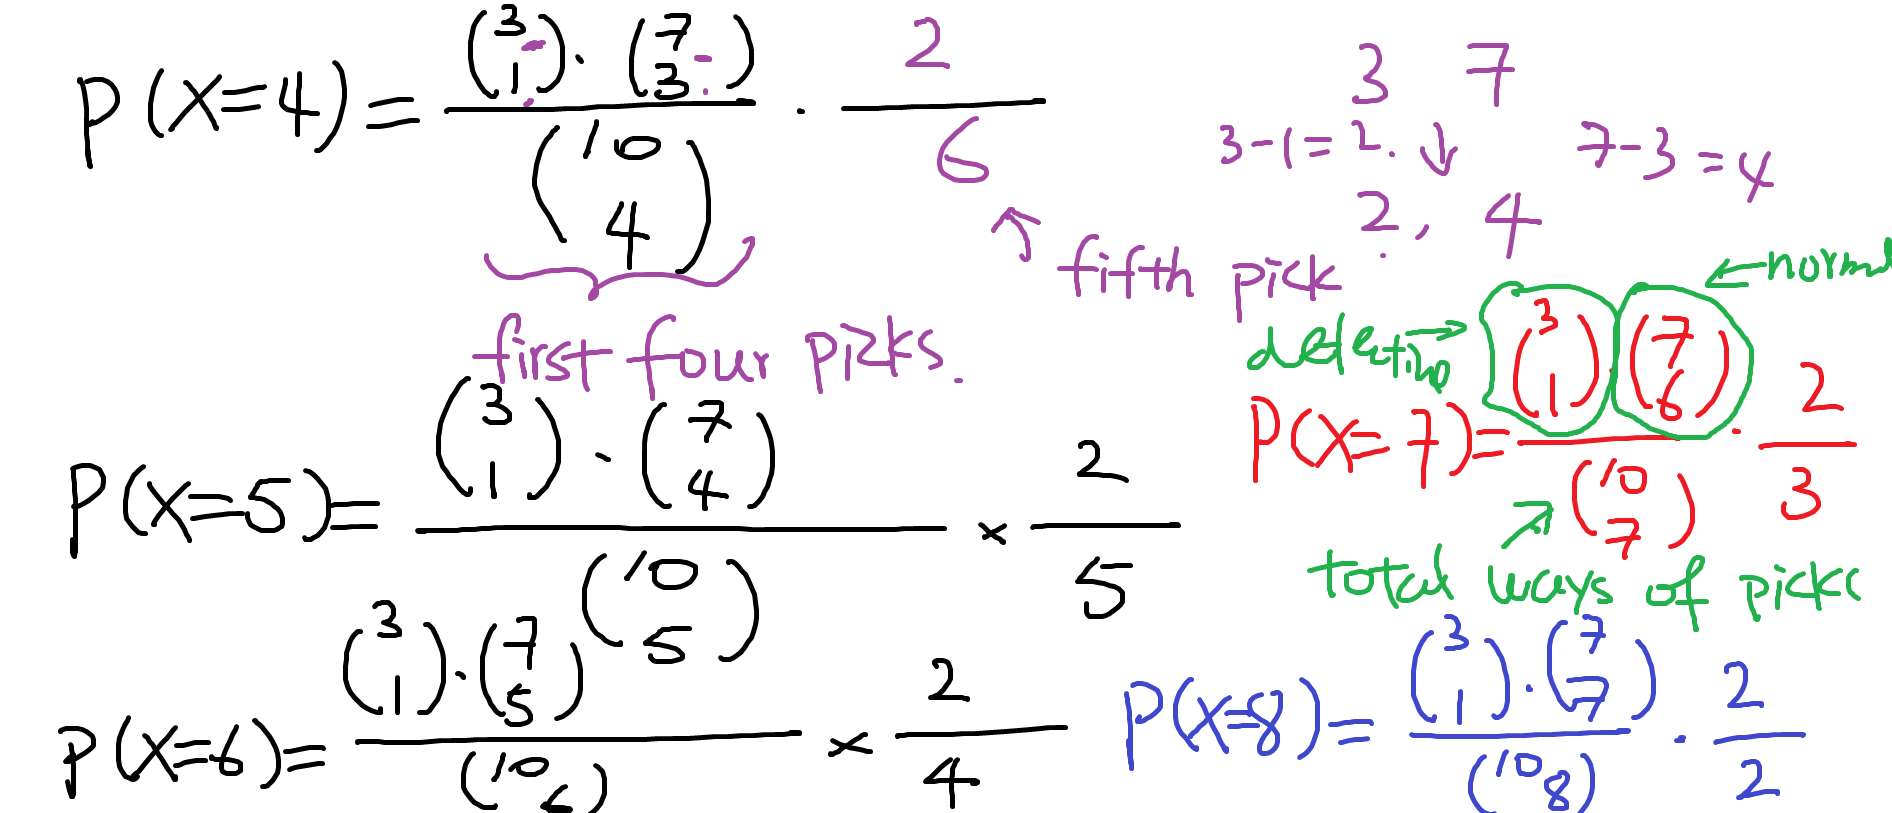 P(X=4) = \frac{\binom{3}{1} \cdot \binom{7}{3}}{\binom{10}{4}} \cdot \frac{2}{6}
first four picks.
fifth pick
3 7
3-1=2. ↓ 7-3=4
2, 4
P(X=5) = \frac{\binom{3}{1} \cdot \binom{7}{4}}{\binom{10}{5}} × \frac{2}{5}
P(X=6) = \frac{\binom{3}{1} \cdot \binom{7}{5}}{\binom{10}{6}} × \frac{2}{4}
← normal
→
P(X=7) = \frac{\binom{3}{1} \cdot \binom{7}{6}}{\binom{10}{7}} \cdot \frac{2}{3}
total ways of
P(X=8) = \frac{\binom{3}{1} \cdot \binom{7}{7}}{\binom{10}{8}} \cdot \frac{2}{2}